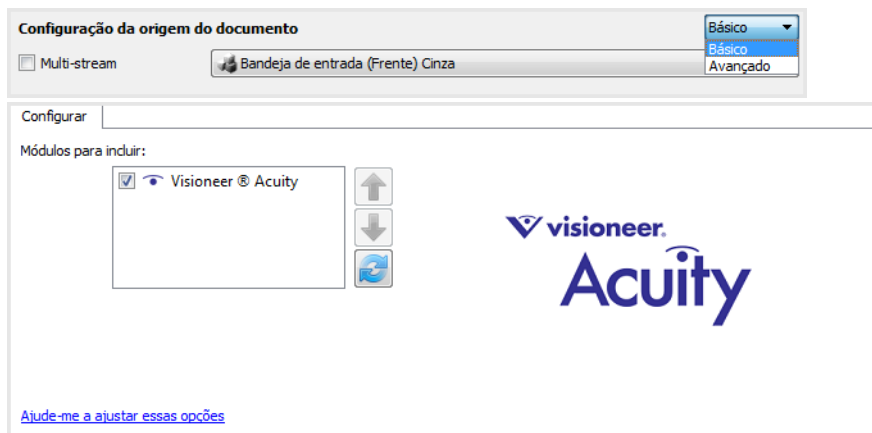 Configuração da origem do documento
Básico
Básico
Avançado
Multi-stream
Bandeja de entrada (Frente) Cinza
Configurar
Módulos para incluir:
Visioneer ® Acuity
visioneer.
Acuity
Ajude-me a ajustar essas opções